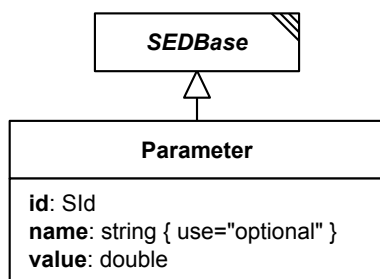 SEDBase
Parameter
id: SId
name: string { use="optional" }
value: double